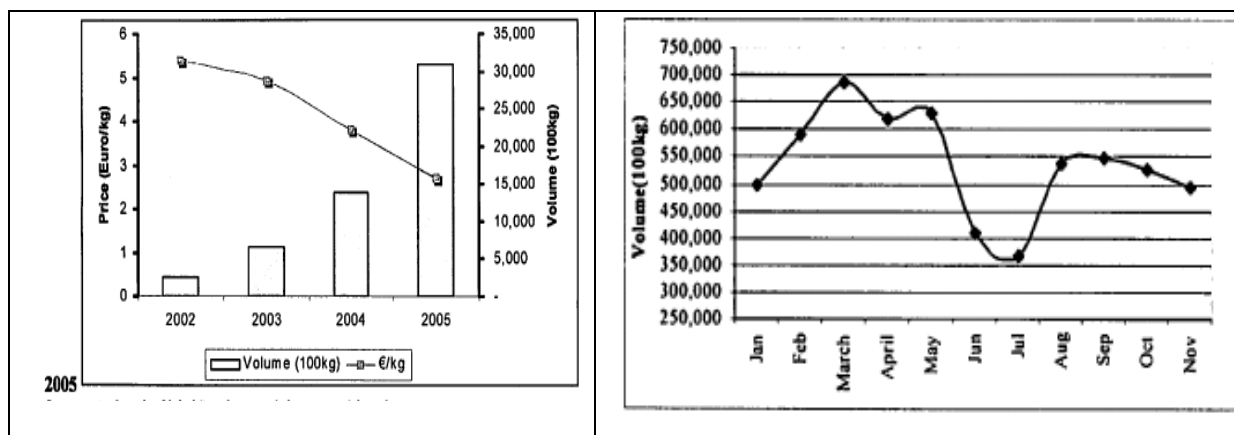 2005
Price (Euro/kg)
6
5
4
3
2
1
0
35,000
30,000
25,000
20,000
15,000
10,000
5,000
-
Volume (100kg)
2002 2003 2004 2005
Volume (100kg) €/kg
2005
Volume(100kg)
750,000
700,000
650,000
600,000
550,000
500,000
450,000
400,000
350,000
300,000
250,000
Jan
Feb
March
April
May
Jun
Jul
Aug
Sep
Oct
Nov